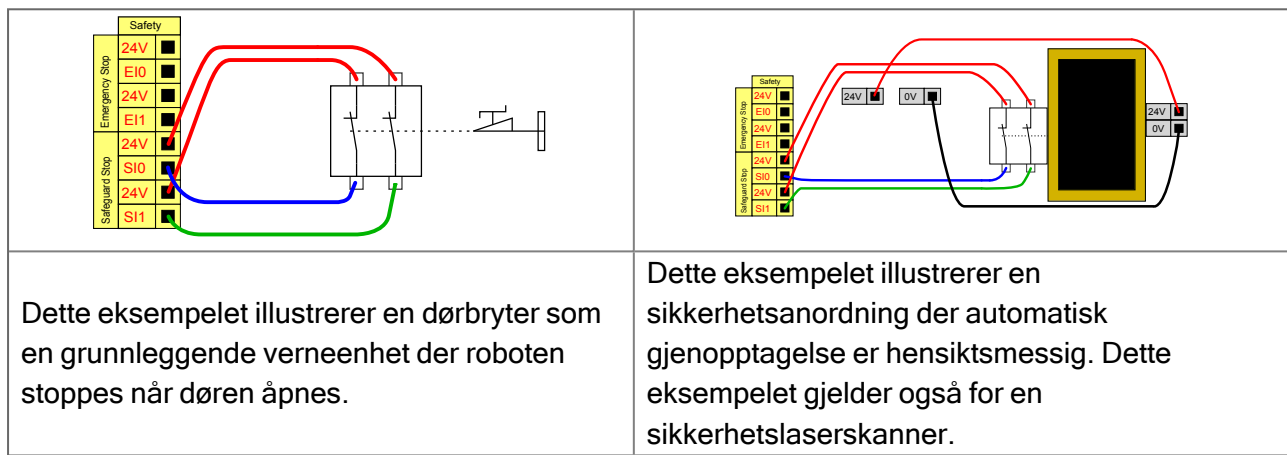 Safety
Emergency Stop
24V
EI0
24V
EI1
Safeguard Stop
24V
SI0
24V
SI1
Safety
Emergency Stop
24V
EI0
24V
EI1
Safeguard Stop
24V
SI0
24V
SI1
24V
0V
24V
0V
Dette eksempelet illustrerer en dørbryter som
en grunnleggende verneenhet der roboten
stoppes når døren åpnes.
Dette eksempelet illustrerer en
sikkerhetsanordning der automatisk
gjenopptagelse er hensiktsmessig. Dette
eksempelet gjelder også for en
sikkerhetslaserskanner.